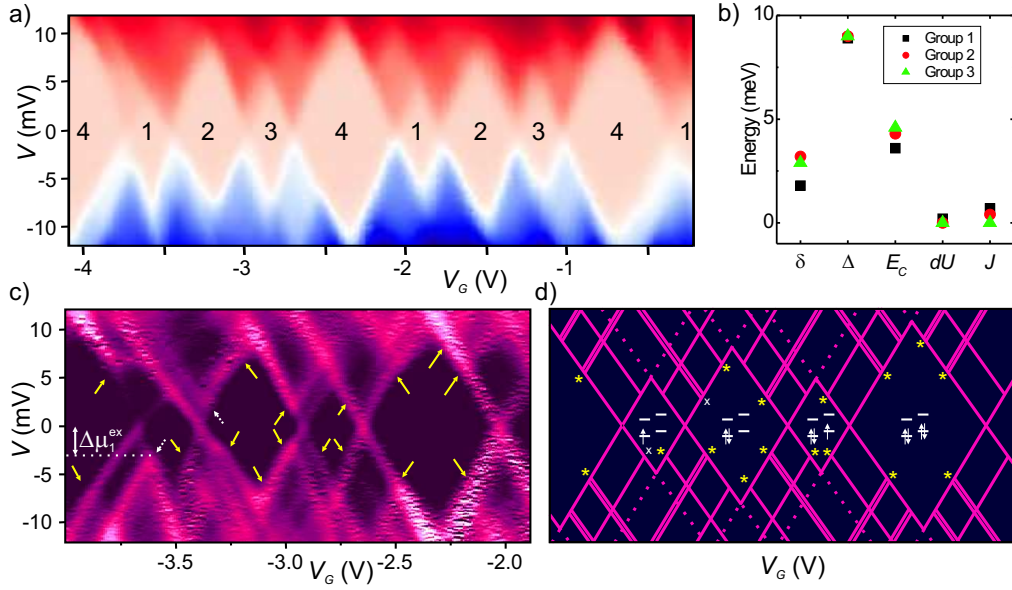 a)
10
5
0
-5
-10
V (mV)
4 1 2 3 4 1 2 3 4 1
-4 -3 -2 -1
V_G (V)
b)
10
5
0
Energy (meV)
Group 1
Group 2
Group 3
δ Δ E_C dU J
c)
10
5
0
-5
-10
V (mV)
Δμ₁^ex
-3.5 -3.0 -2.5 -2.0
V_G (V)
d)
* * * * * * * * * * * * * * *
x
x
V_G (V)